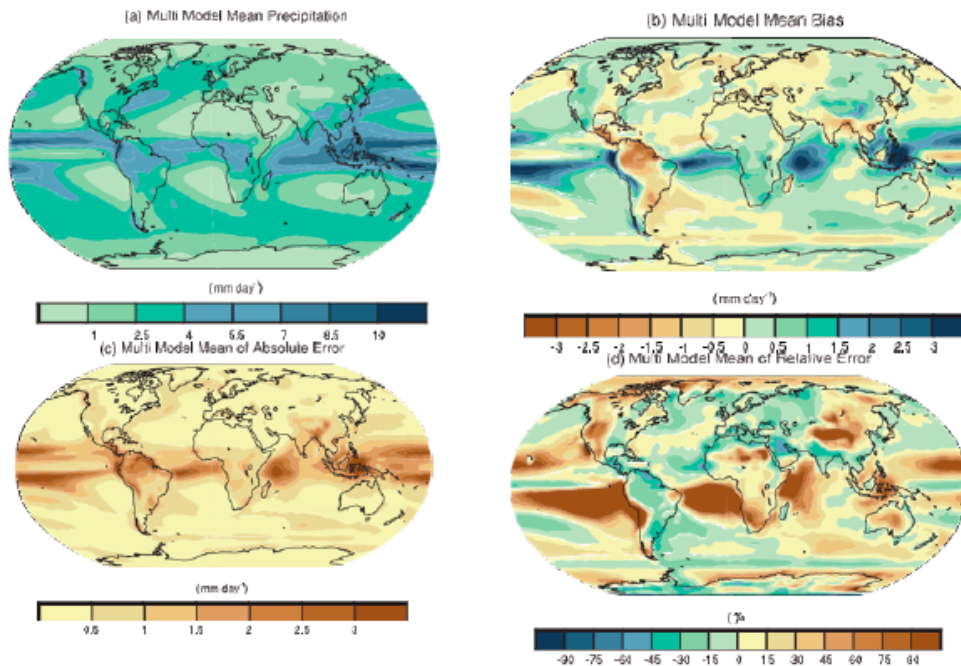 (a) Multi Model Mean Precipitation
(b) Multi Model Mean Bias
(mm day⁻¹)
1 2.5 4 5.5 7 8.5 10
(mm day⁻¹)
-3 -2.5 -2 -1.5 -1 -0.5 0 0.5 1 1.5 2 2.5 3
(c) Multi Model Mean of Absolute Error
(d) Multi Model Mean of Relative Error
(mm day⁻¹)
0.5 1 1.5 2 2.5 3
(%
-90 -75 -64 -45 -30 -15 0 15 30 45 60 75 84